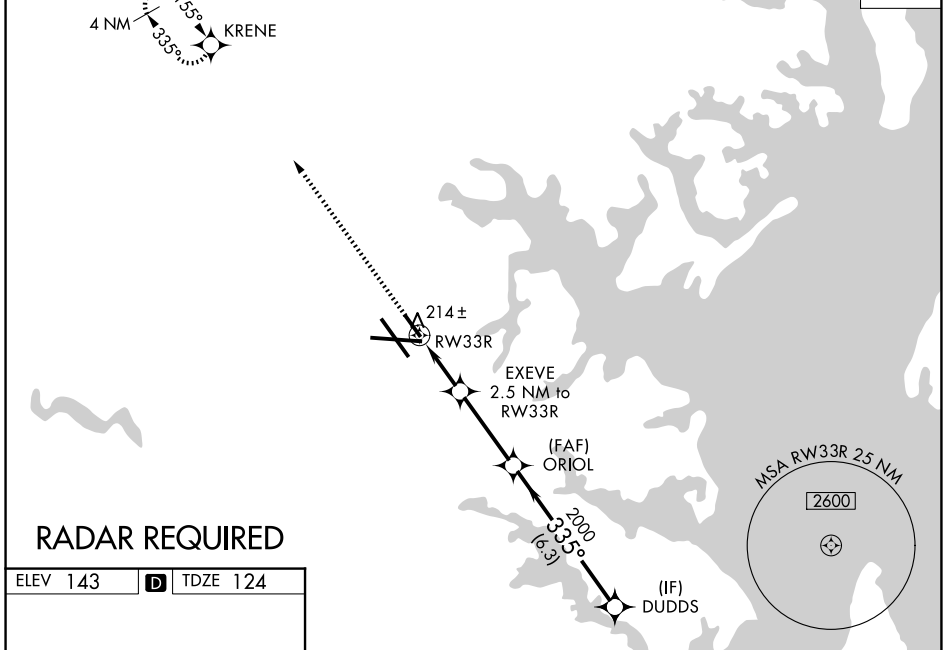 155°
4 NM
335°
KRENE
214±
RW33R
EXEVE
2.5 NM to
RW33R
(FAF)
ORIOL
2000
335°
(6.3)
(IF)
DUDDS
MSA RW33R 25 NM
2600
RADAR REQUIRED
ELEV 143 D TDZE 124